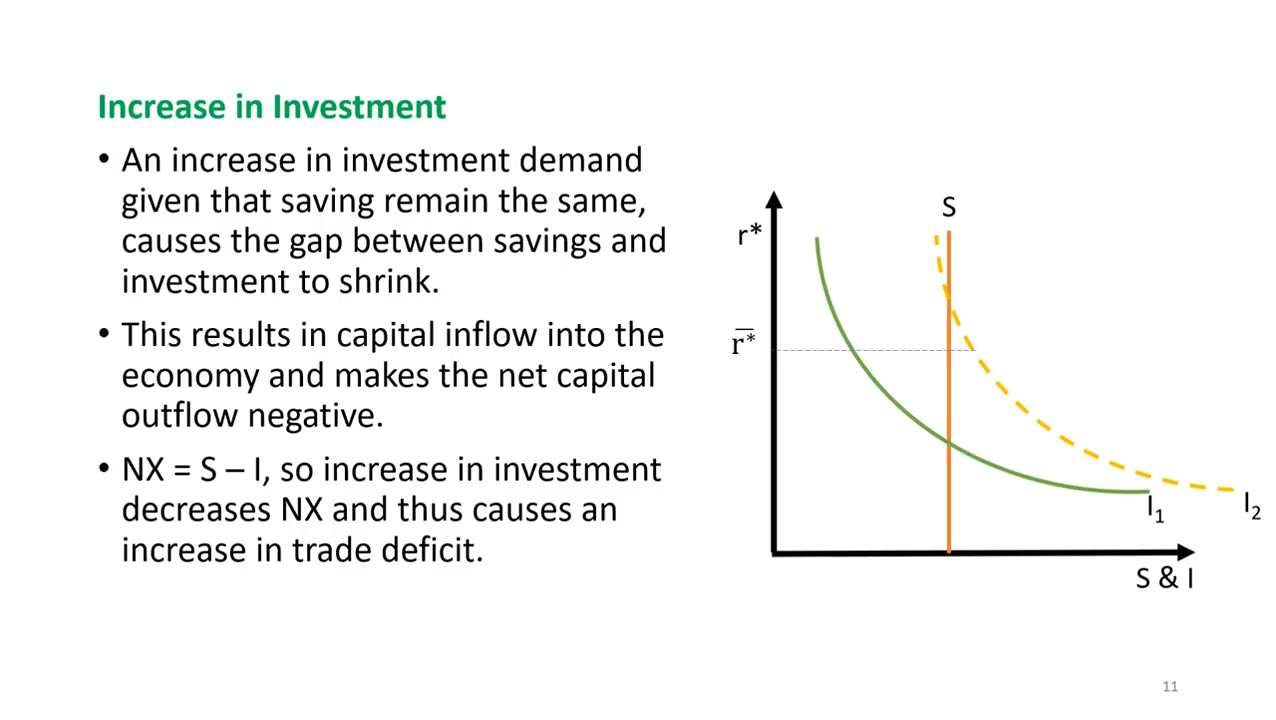 Increase in Investment
• An increase in investment demand
given that saving remain the same,
causes the gap between savings and
investment to shrink.
• This results in capital inflow into the
economy and makes the net capital
outflow negative.
• NX = S – I, so increase in investment
decreases NX and thus causes an
increase in trade deficit.
S
r*
r̅*̅
I₁
I₂
S & I
11